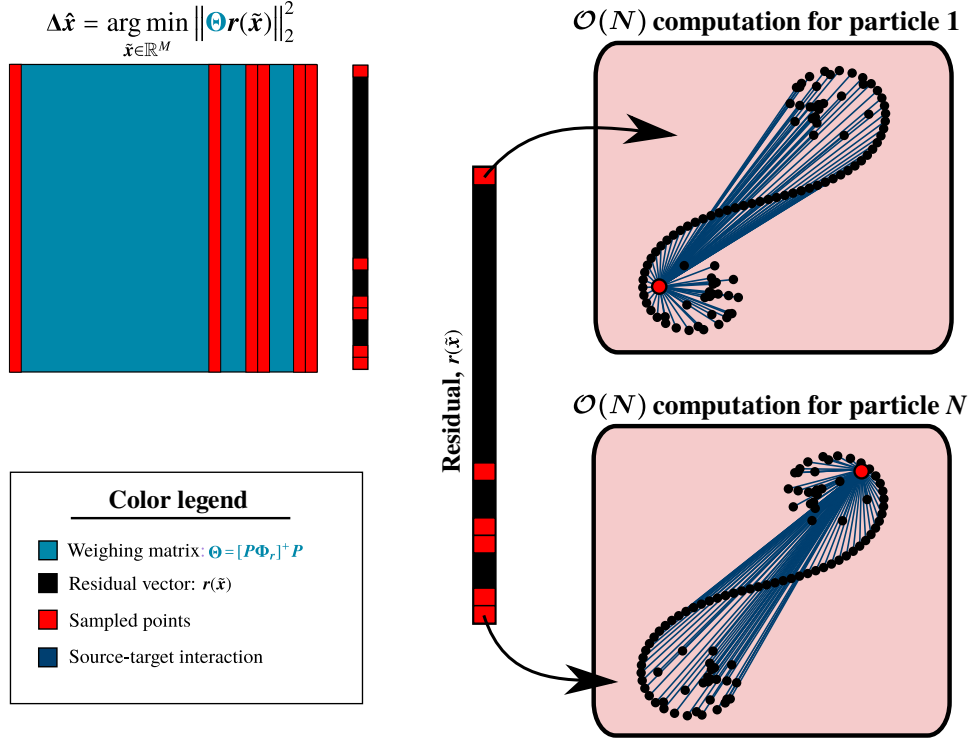 Δx̂ = arg min ‖Θr(x̃)‖₂²
x̃∈ℝᴹ
𝒪(N) computation for particle 1
Residual, r(x̃)
𝒪(N) computation for particle N
Color legend
Weighing matrix: Θ=[PΦᵣ]⁺P
Residual vector: r(x̃)
Sampled points
Source-target interaction